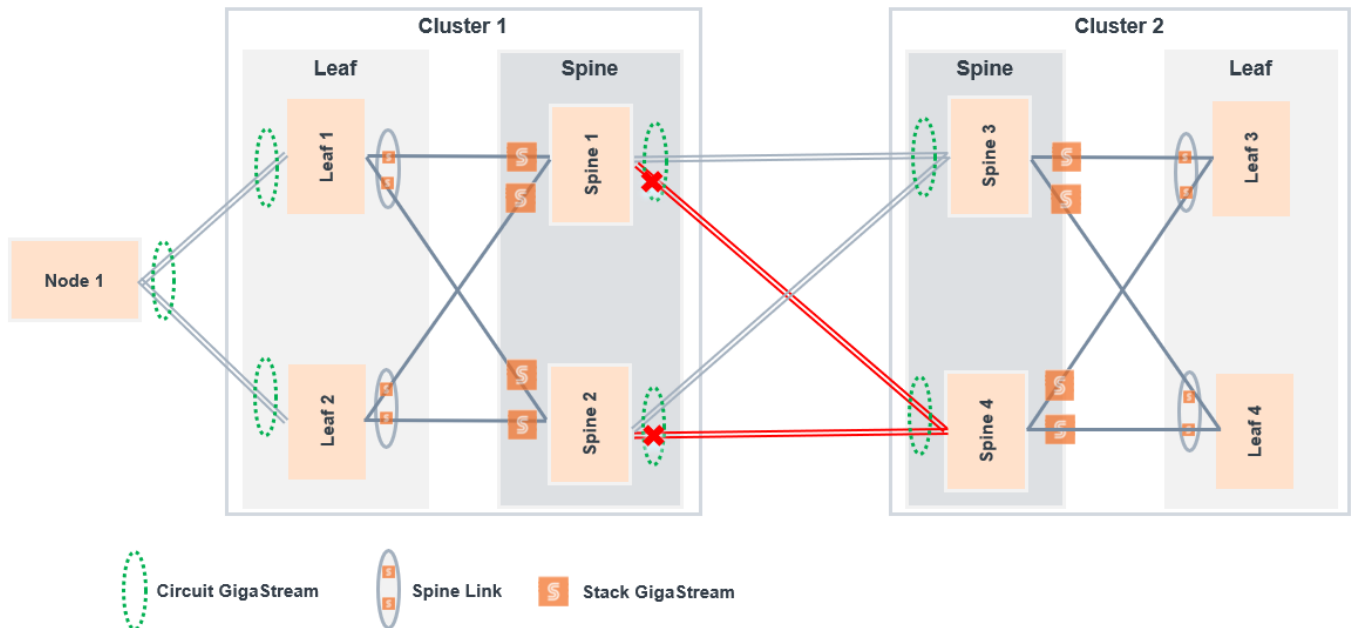 Cluster 1
Cluster 2
Leaf
Spine
Spine
Leaf
Leaf 1
Spine 1
Spine 3
Leaf 3
Node 1
Leaf 2
Spine 2
Spine 4
Leaf 4
Circuit GigaStream
Spine Link
Stack GigaStream